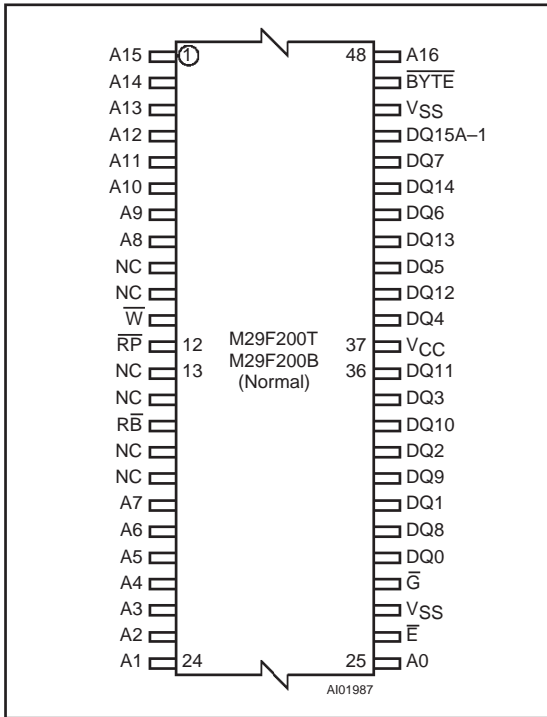 A15 1 48 A16
A14 B̅Y̅T̅E̅
A13 VSS
A12 DQ15A–1
A11 DQ7
A10 DQ14
A9 DQ6
A8 DQ13
NC DQ5
NC DQ12
W̅ DQ4
R̅P̅ 12 M29F200T 37 VCC
M29F200B
NC 13 36 DQ11
(Normal)
NC DQ3
RB̅ DQ10
NC DQ2
NC DQ9
A7 DQ1
A6 DQ8
A5 DQ0
A4 G̅
A3 VSS
A2 E̅
A1 24 25 A0
AI01987